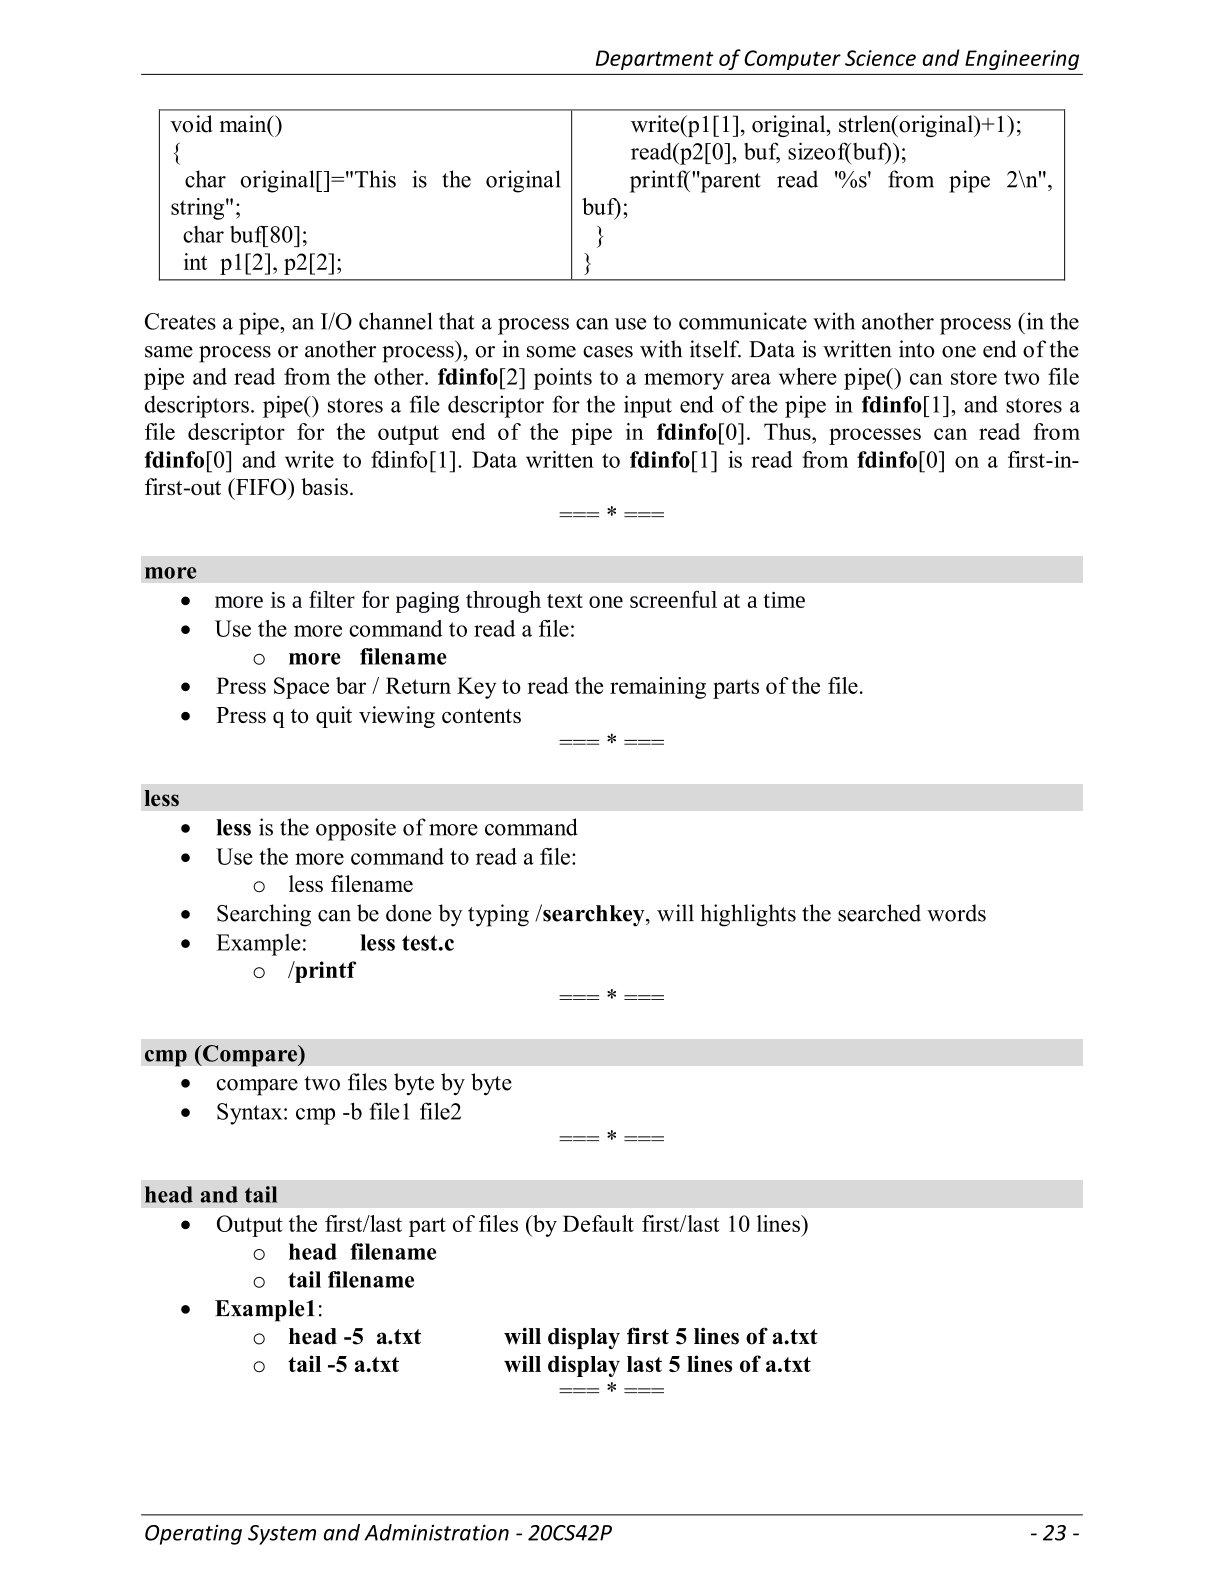 Department of Computer Science and Engineering
void main()
{
char original[]="This is the original
string";
char buf[80];
int p1[2], p2[2];
write(p1[1], original, strlen(original)+1);
read(p2[0], buf, sizeof(buf));
printf("parent read '%s' from pipe 2\n",
buf);
}
}
Creates a pipe, an I/O channel that a process can use to communicate with another process (in the
same process or another process), or in some cases with itself. Data is written into one end of the
pipe and read from the other. fdinfo[2] points to a memory area where pipe() can store two file
descriptors. pipe() stores a file descriptor for the input end of the pipe in fdinfo[1], and stores a
file descriptor for the output end of the pipe in fdinfo[0]. Thus, processes can read from
fdinfo[0] and write to fdinfo[1]. Data written to fdinfo[1] is read from fdinfo[0] on a first-in-
first-out (FIFO) basis.
=== * ===
more
• more is a filter for paging through text one screenful at a time
• Use the more command to read a file:
o more filename
• Press Space bar / Return Key to read the remaining parts of the file.
• Press q to quit viewing contents
=== * ===
less
• less is the opposite of more command
• Use the more command to read a file:
o less filename
• Searching can be done by typing /searchkey, will highlights the searched words
• Example: less test.c
o /printf
=== * ===
cmp (Compare)
• compare two files byte by byte
• Syntax: cmp -b file1 file2
=== * ===
head and tail
• Output the first/last part of files (by Default first/last 10 lines)
o head filename
o tail filename
• Example1:
o head -5 a.txt will display first 5 lines of a.txt
o tail -5 a.txt will display last 5 lines of a.txt
=== * ===
Operating System and Administration - 20CS42P - 23 -